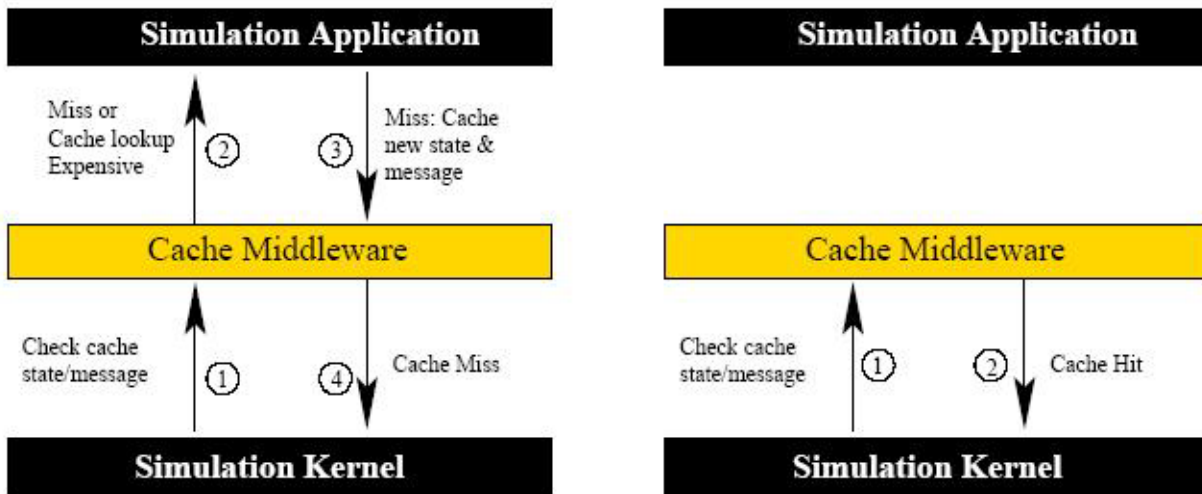 Simulation Application
Miss or
Cache lookup
Expensive
2
3
Miss: Cache
new state &
message
Cache Middleware
Check cache
state/message
1
4
Cache Miss
Simulation Kernel
Simulation Application
Cache Middleware
Check cache
state/message
1
2
Cache Hit
Simulation Kernel